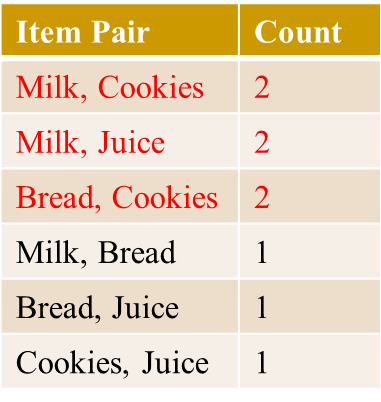 Item Pair Count
Milk, Cookies 2
Milk, Juice 2
Bread, Cookies 2
Milk, Bread 1
Bread, Juice 1
Cookies, Juice 1